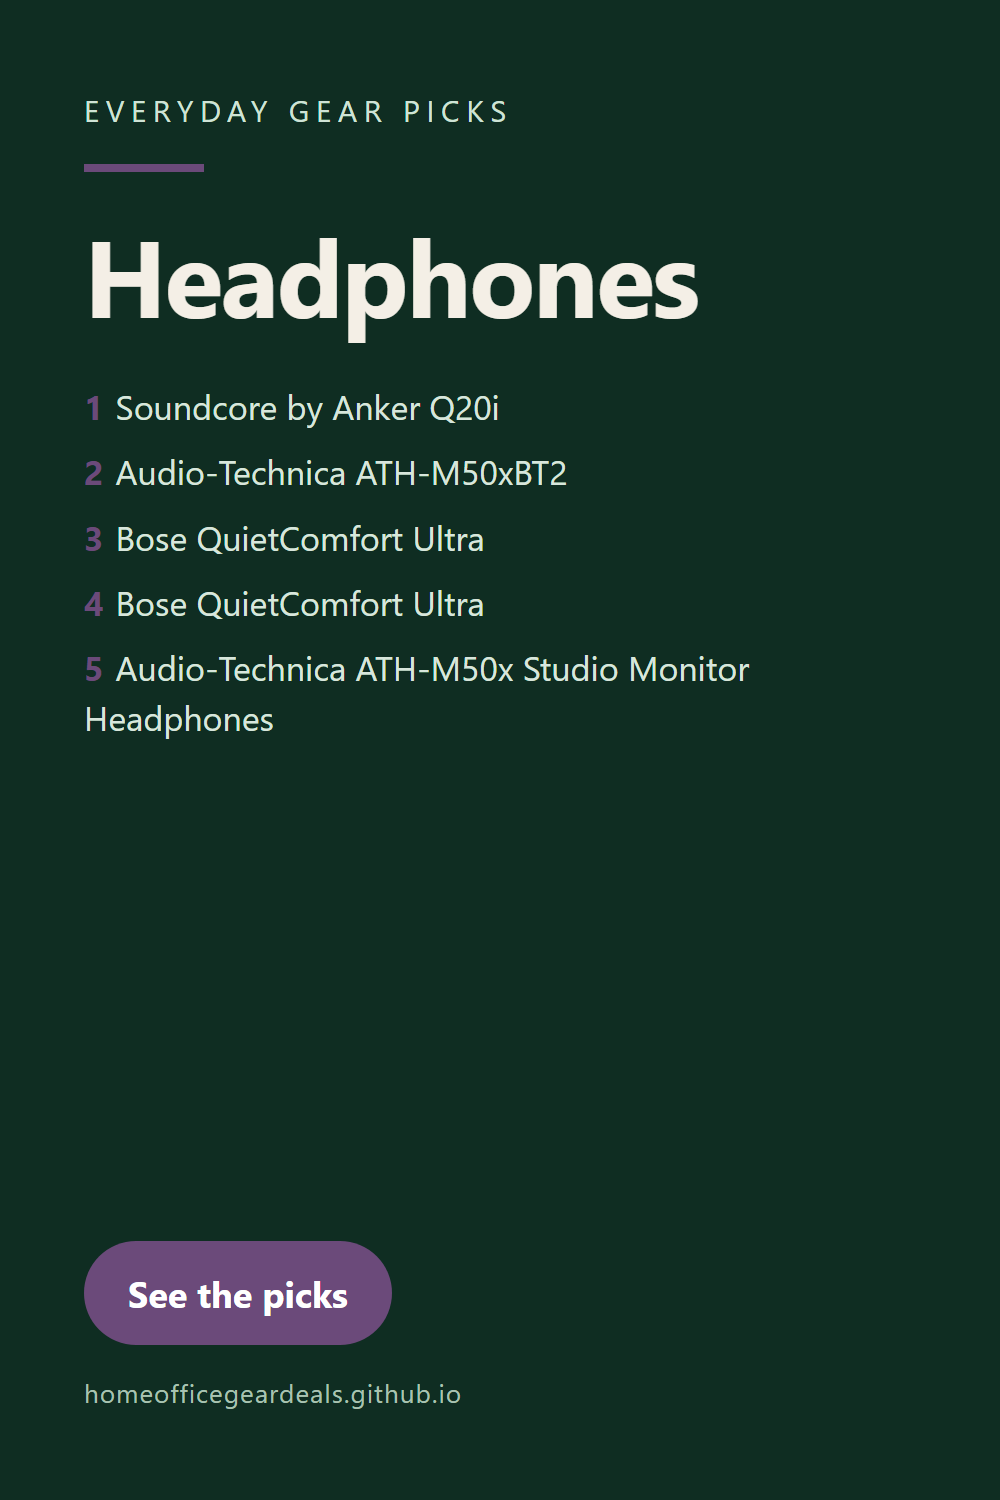 EVERYDAY GEAR PICKS
Headphones
1 Soundcore by Anker Q20i
2 Audio-Technica ATH-M50xBT2
3 Bose QuietComfort Ultra
4 Bose QuietComfort Ultra
5 Audio-Technica ATH-M50x Studio Monitor
Headphones
See the picks
homeofficegeardeals.github.io